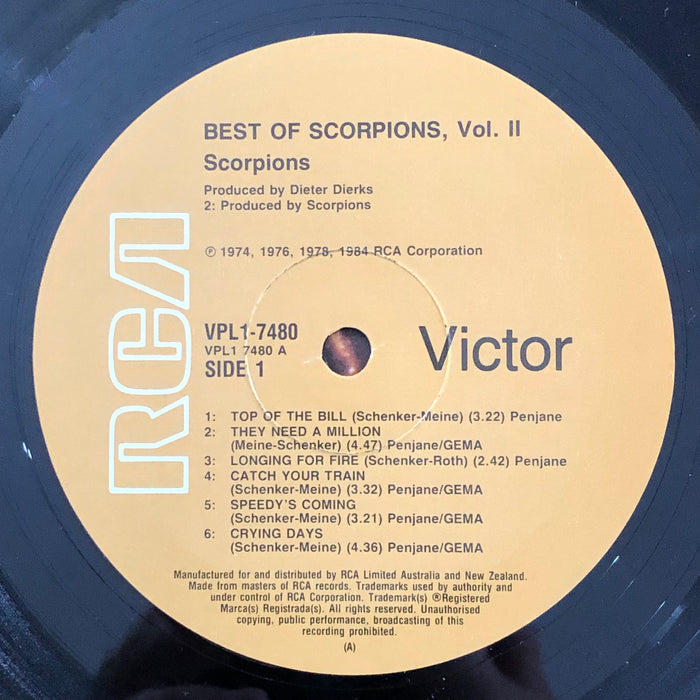 BEST OF SCORPIONS, Vol. II
Scorpions
Produced by Dieter Dierks
2: Produced by Scorpions
℗ 1974, 1976, 1978, 1984 RCA Corporation
RCA
VPL1-7480
VPL1 7480 A
SIDE 1
Victor
1: TOP OF THE BILL (Schenker-Meine) (3.22) Penjane
2: THEY NEED A MILLION
(Meine-Schenker) (4.47) Penjane/GEMA
3: LONGING FOR FIRE (Schenker-Roth) (2.42) Penjane
4: CATCH YOUR TRAIN
(Schenker-Meine) (3.32) Penjane/GEMA
5: SPEEDY'S COMING
(Schenker-Meine) (3.21) Penjane/GEMA
6: CRYING DAYS
(Schenker-Meine) (4.36) Penjane/GEMA
Manufactured for and distributed by RCA Limited Australia and New Zealand.
Made from masters of RCA records. Trademarks used by authority and
under control of RCA Corporation. Trademark(s) ®Registered
Marca(s) Registrada(s). All rights reserved. Unauthorised
copying, public performance, broadcasting of this
recording prohibited.
(A)